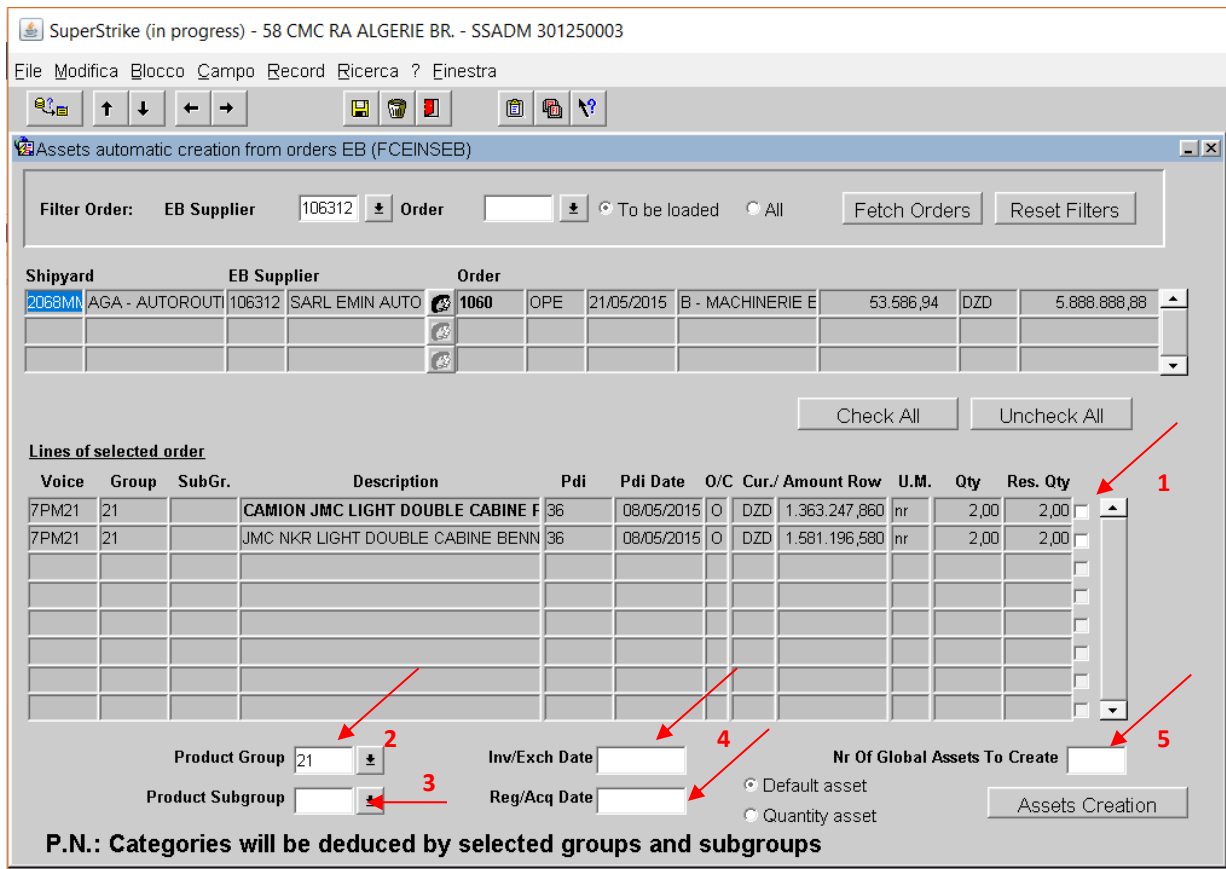 SuperStrike (in progress) - 58 CMC RA ALGERIE BR. - SSADM 301250003
File Modifica Blocco Campo Record Ricerca ? Finestra
Assets automatic creation from orders EB (FCEINSEB)
Filter Order: EB Supplier 106312 Order To be loaded All Fetch Orders Reset Filters
Shipyard EB Supplier Order
2068MN AGA - AUTOROUTI 106312 SARL EMIN AUTO 1060 OPE 21/05/2015 B - MACHINERIE E 53.586,94 DZD 5.888.888,88
Check All Uncheck All
Lines of selected order
Voice Group SubGr. Description Pdi Pdi Date O/C Cur./ Amount Row U.M. Qty Res. Qty 1
7PM21 21 CAMION JMC LIGHT DOUBLE CABINE F 36 08/05/2015 O DZD 1.363.247,860 nr 2,00 2,00
7PM21 21 JMC NKR LIGHT DOUBLE CABINE BENN 36 08/05/2015 O DZD 1.581.196,580 nr 2,00 2,00
Product Group 21 2 Inv/Exch Date 4 Nr Of Global Assets To Create 5
Product Subgroup 3 Reg/Acq Date Default asset
Quantity asset Assets Creation
P.N.: Categories will be deduced by selected groups and subgroups